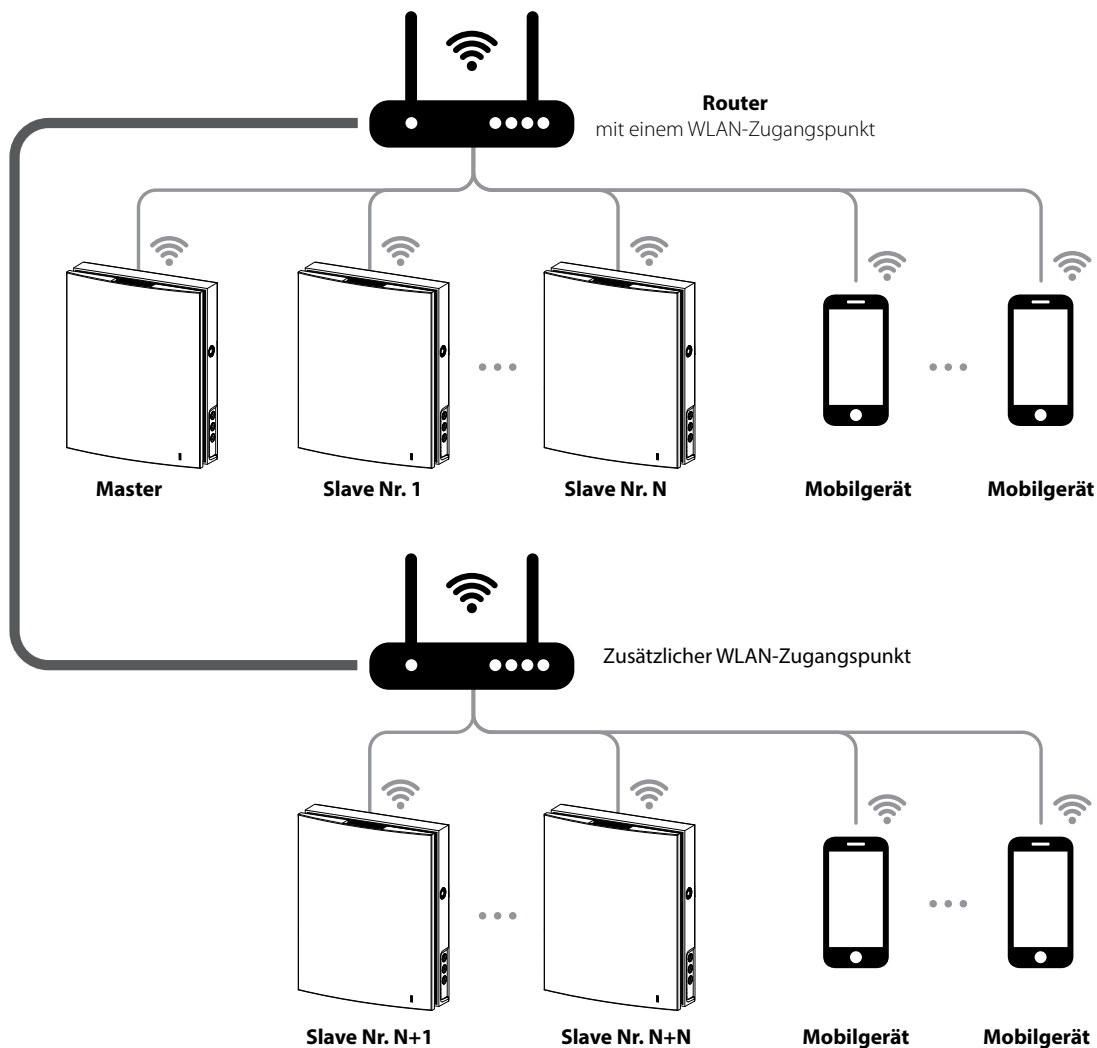 Router
mit einem WLAN-Zugangspunkt
Master
Slave Nr. 1
Slave Nr. N
Mobilgerät
Mobilgerät
Zusätzlicher WLAN-Zugangspunkt
Slave Nr. N+1
Slave Nr. N+N
Mobilgerät
Mobilgerät